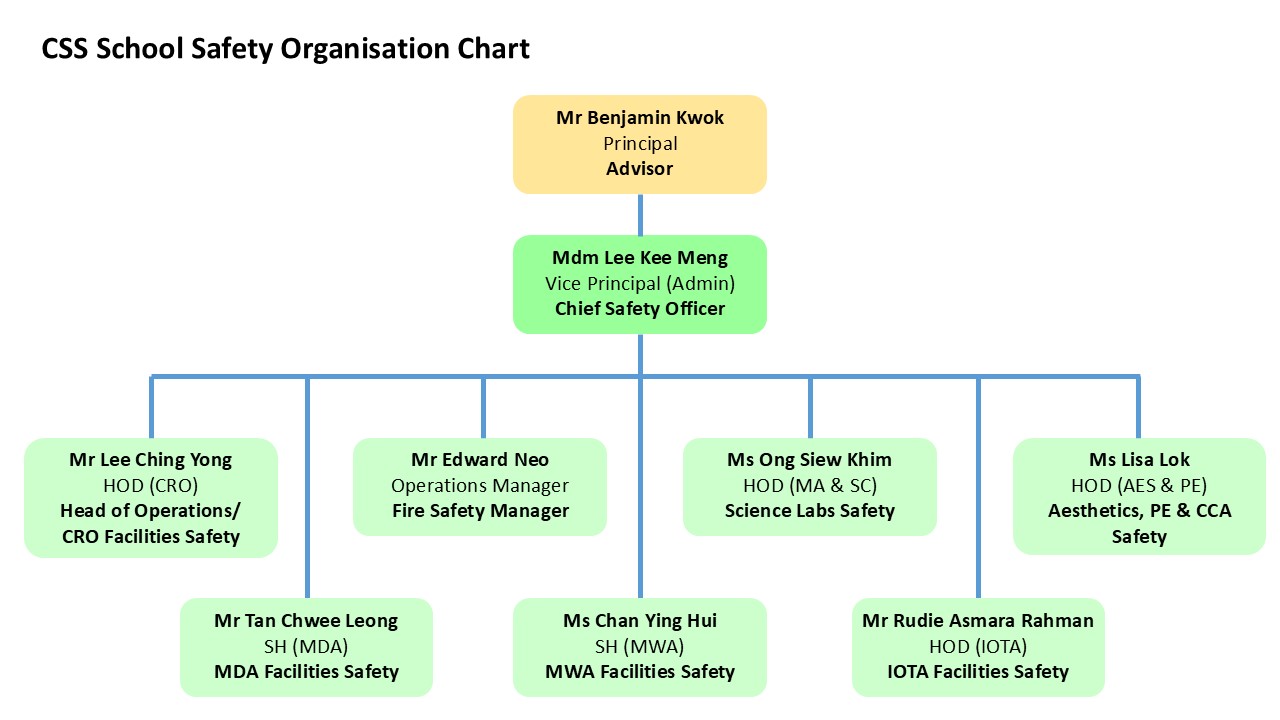 CSS School Safety Organisation Chart
Mr Benjamin Kwok
Principal
Advisor
Mdm Lee Kee Meng
Vice Principal (Admin)
Chief Safety Officer
Mr Lee Ching Yong
HOD (CRO)
Head of Operations/
CRO Facilities Safety
Mr Edward Neo
Operations Manager
Fire Safety Manager
Ms Ong Siew Khim
HOD (MA & SC)
Science Labs Safety
Ms Lisa Lok
HOD (AES & PE)
Aesthetics, PE & CCA
Safety
Mr Tan Chwee Leong
SH (MDA)
MDA Facilities Safety
Ms Chan Ying Hui
SH (MWA)
MWA Facilities Safety
Mr Rudie Asmara Rahman
HOD (IOTA)
IOTA Facilities Safety